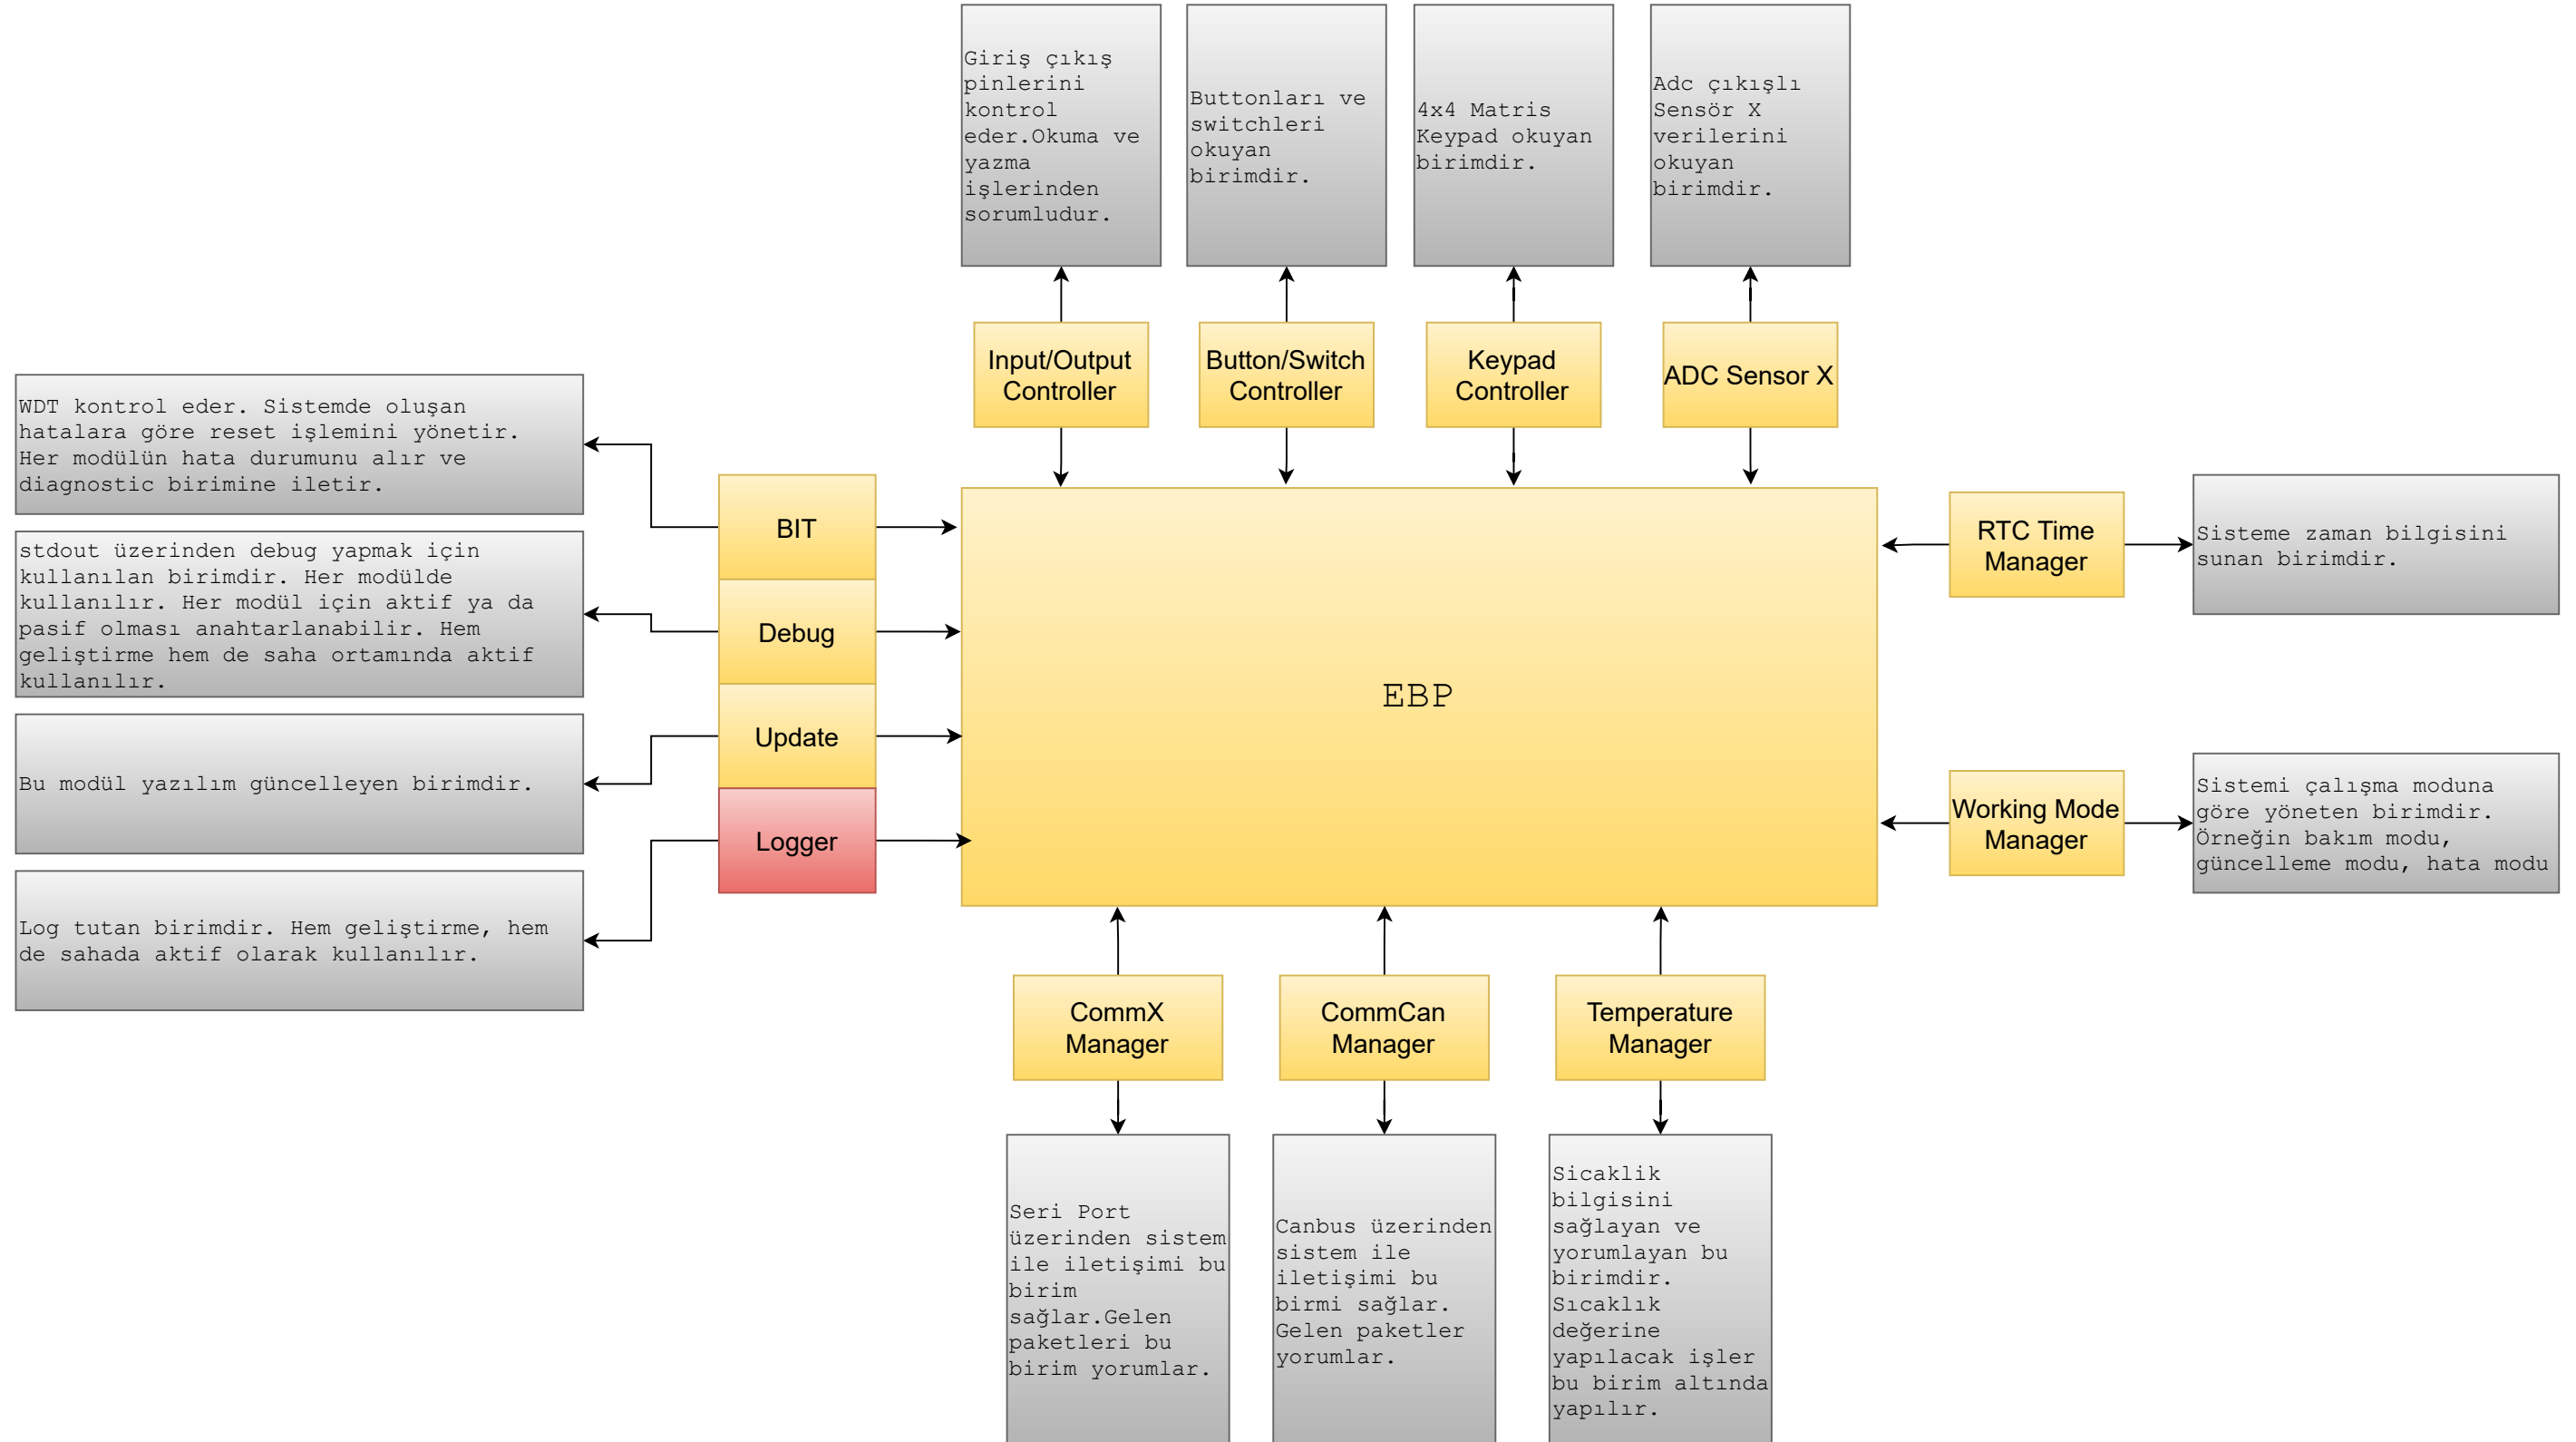 Giriş çıkış
pinlerini
kontrol
eder.Okuma ve
yazma
işlerinden
sorumludur.
Buttonları ve
switchleri
okuyan
birimdir.
4x4 Matris
Keypad okuyan
birimdir.
Adc çıkışlı
Sensör X
verilerini
okuyan
birimdir.
Input/Output
Controller
Button/Switch
Controller
Keypad
Controller
ADC Sensor X
WDT kontrol eder. Sistemde oluşan
hatalara göre reset işlemini yönetir.
Her modülün hata durumunu alır ve
diagnostic birimine iletir.
BIT
stdout üzerinden debug yapmak için
kullanılan birimdir. Her modülde
kullanılır. Her modül için aktif ya da
pasif olması anahtarlanabilir. Hem
geliştirme hem de saha ortamında aktif
kullanılır.
Debug
Bu modül yazılım güncelleyen birimdir.
Update
Log tutan birimdir. Hem geliştirme, hem
de sahada aktif olarak kullanılır.
Logger
EBP
RTC Time
Manager
Sisteme zaman bilgisini
sunan birimdir.
Working Mode
Manager
Sistemi çalışma moduna
göre yöneten birimdir.
Örneğin bakım modu,
güncelleme modu, hata modu
CommX
Manager
CommCan
Manager
Temperature
Manager
Seri Port
üzerinden sistem
ile iletişimi bu
birim
sağlar.Gelen
paketleri bu
birim yorumlar.
Canbus üzerinden
sistem ile
iletişimi bu
birmi sağlar.
Gelen paketler
yorumlar.
Sicaklik
bilgisini
sağlayan ve
yorumlayan bu
birimdir.
Sıcaklık
değerine
yapılacak işler
bu birim altında
yapılır.